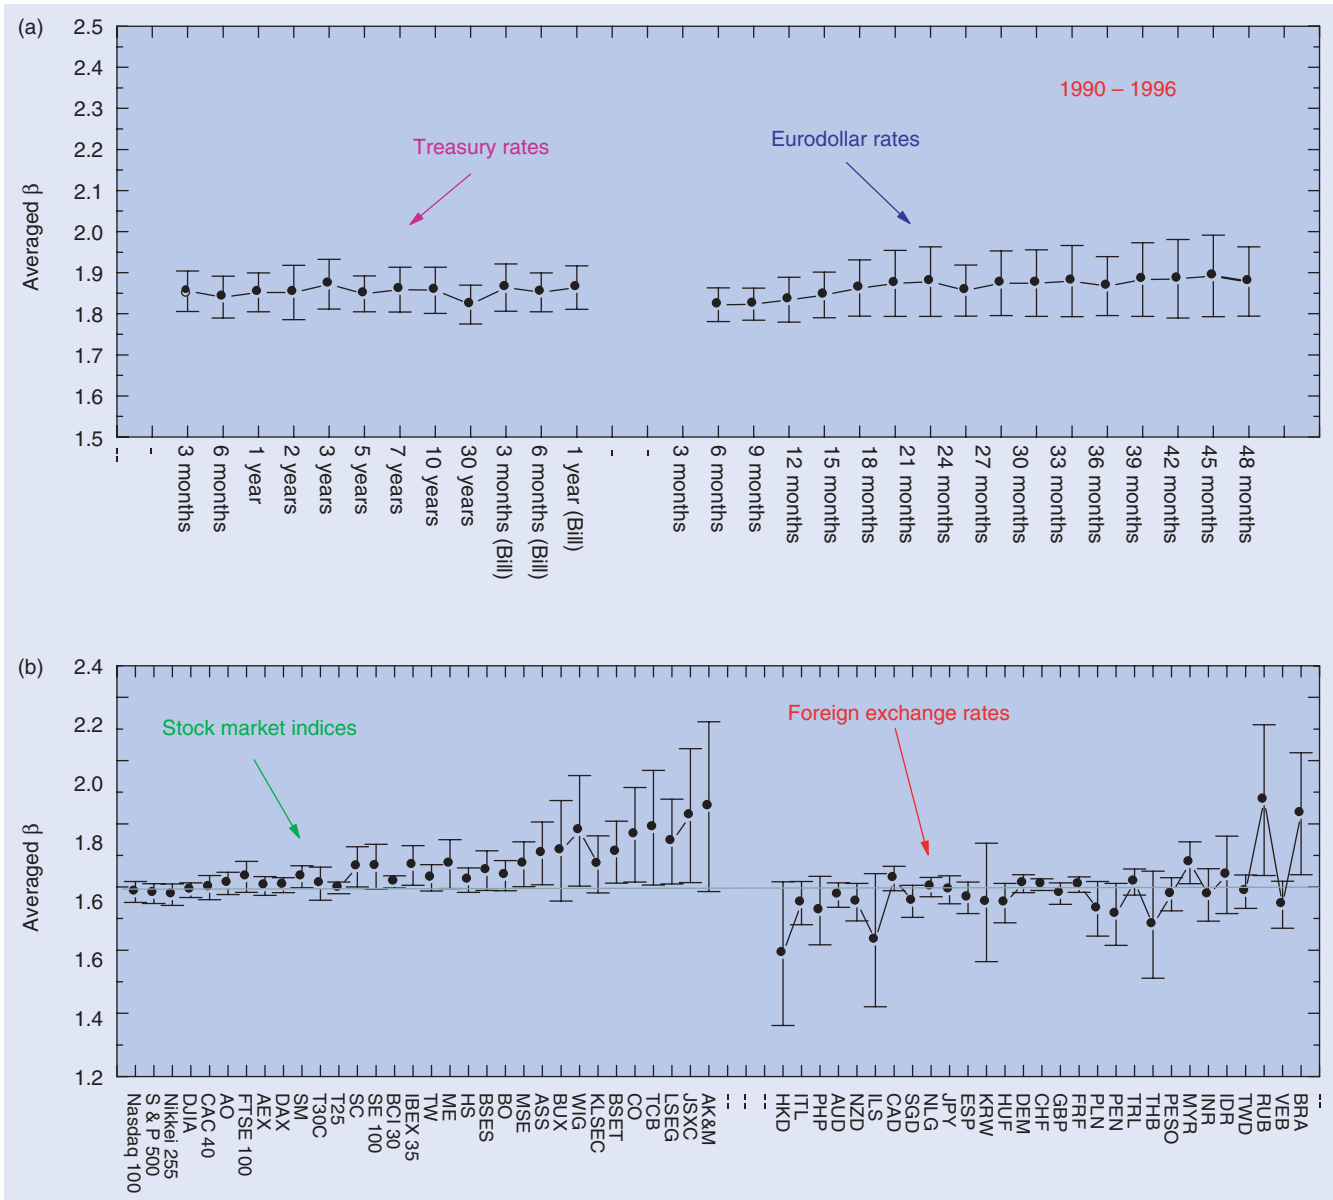 (a)
2.5
2.4
2.3
2.2
2.1
2.0
1.9
1.8
1.7
1.6
1.5
Averaged β
1990 – 1996
Treasury rates
Eurodollar rates
--
-
3 months
6 months
1 year
2 years
3 years
5 years
7 years
10 years
30 years
3 months (Bill)
6 months (Bill)
1 year (Bill)
-
-
3 months
6 months
9 months
12 months
15 months
18 months
21 months
24 months
27 months
30 months
33 months
36 months
39 months
42 months
45 months
48 months
(b)
2.4
2.2
2.0
1.8
1.6
1.6
1.4
1.2
Averaged β
Stock market indices
Foreign exchange rates
Nasdaq 100
S & P 500
Nikkei 255
DJIA
CAC 40
AO
FTSE 100
AEX
DAX
SM
T30C
T25
SC
SE 100
BCI 30
IBEX 35
TW
ME
HS
BSES
BO
MSE
ASS
BUX
WIG
KLSEC
BSET
CO
TCB
LSEG
JSXC
AK&M
--
--
--
HKD
ITL
PHP
AUD
NZD
ILS
CAD
SGD
NLG
JPY
ESP
KRW
HUF
DEM
CHF
GBP
FRF
PLN
PEN
TRL
THB
PESO
MYR
INR
IDR
TWD
RUB
VEB
BRA
--